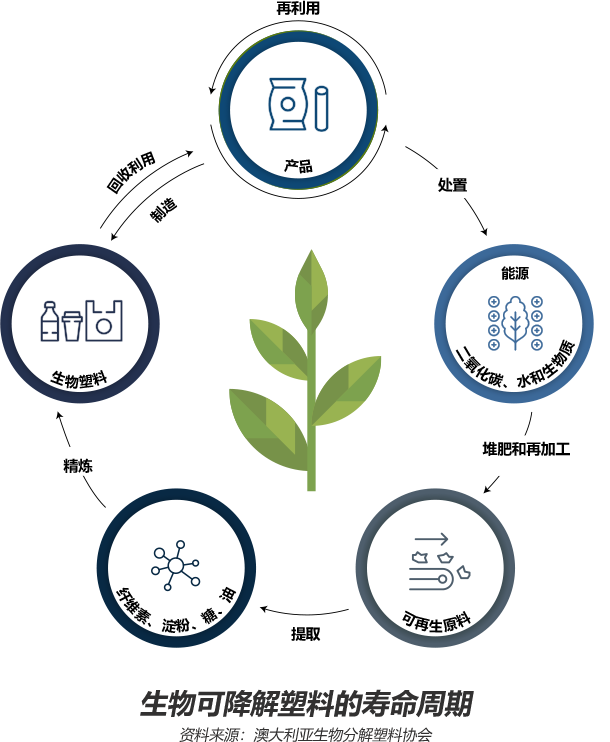 再利用
产品
回收利用
制造
处置
能源
二氧化碳、水和生物质
生物塑料
堆肥和再加工
精炼
纤维素、淀粉、糖、油
可再生原料
提取
生物可降解塑料的寿命周期
资料来源：澳大利亚生物分解塑料协会